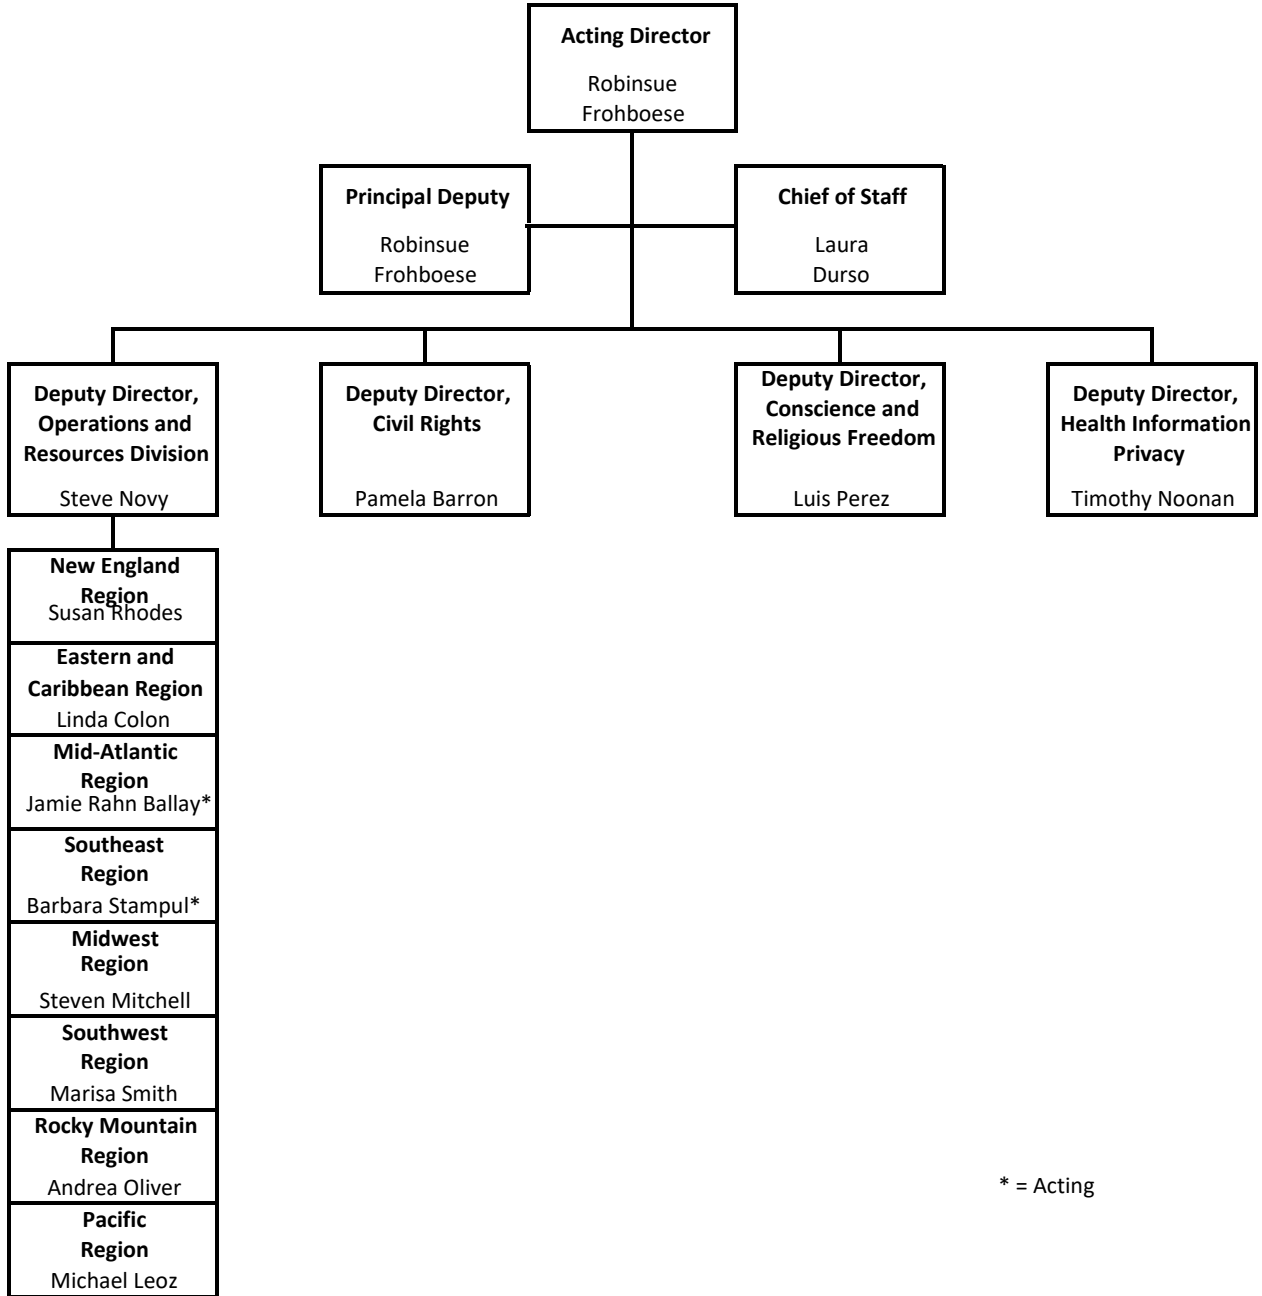 Acting Director
Robinsue
Frohboese
Principal Deputy
Robinsue
Frohboese
Chief of Staff
Laura
Durso
Deputy Director,
Operations and
Resources Division
Steve Novy
Deputy Director,
Civil Rights
Pamela Barron
Deputy Director,
Conscience and
Religious Freedom
Luis Perez
Deputy Director,
Health Information
Privacy
Timothy Noonan
New England
Region
Susan Rhodes
Eastern and
Caribbean Region
Linda Colon
Mid-Atlantic
Region
Jamie Rahn Ballay*
Southeast
Region
Barbara Stampul*
Midwest
Region
Steven Mitchell
Southwest
Region
Marisa Smith
Rocky Mountain
Region
Andrea Oliver
Pacific
Region
Michael Leoz
* = Acting